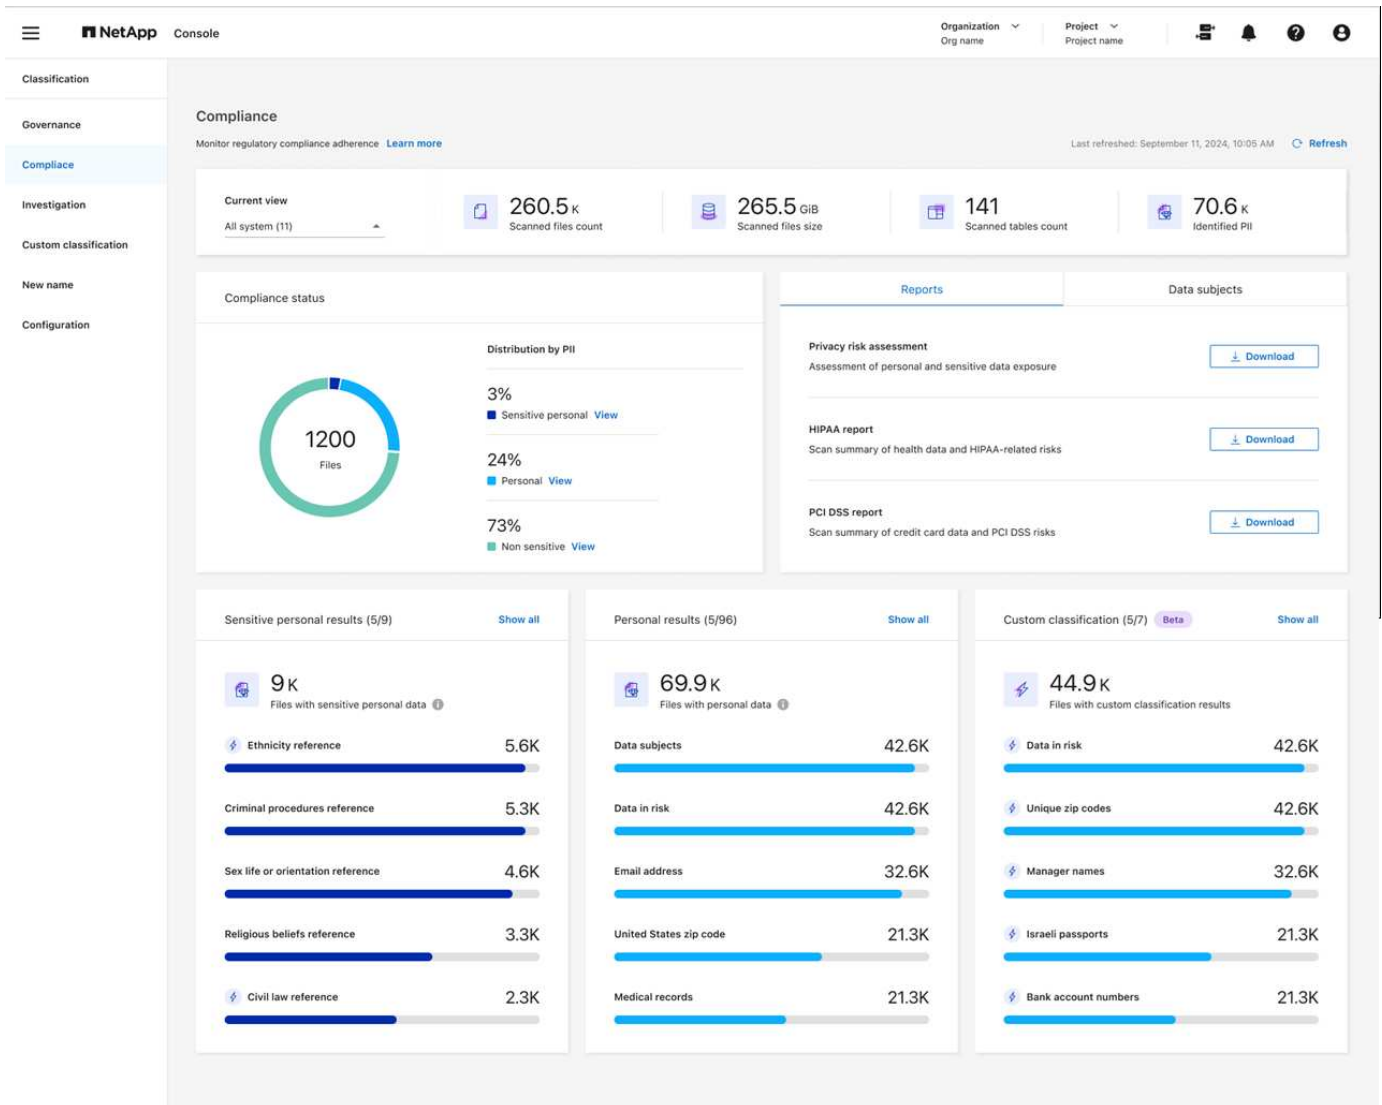 NetApp Console
Organization
Org name
Project
Project name
Classification
Governance
Compliace
Investigation
Custom classification
New name
Configuration
Compliance
Monitor regulatory compliance adherence Learn more
Last refreshed: September 11, 2024, 10:05 AM Refresh
Current view
All system (11)
260.5 K
Scanned files count
265.5 GiB
Scanned files size
141
Scanned tables count
70.6 K
Identified PII
Compliance status
1200
Files
Distribution by PII
3%
Sensitive personal View
24%
Personal View
73%
Non sensitive View
Reports
Data subjects
Privacy risk assessment
Assessment of personal and sensitive data exposure
Download
HIPAA report
Scan summary of health data and HIPAA-related risks
Download
PCI DSS report
Scan summary of credit card data and PCI DSS risks
Download
Sensitive personal results (5/9) Show all
9 K
Files with sensitive personal data
Ethnicity reference 5.6K
Criminal procedures reference 5.3K
Sex life or orientation reference 4.6K
Religious beliefs reference 3.3K
Civil law reference 2.3K
Personal results (5/96) Show all
69.9 K
Files with personal data
Data subjects 42.6K
Data in risk 42.6K
Email address 32.6K
United States zip code 21.3K
Medical records 21.3K
Custom classification (5/7) Beta Show all
44.9 K
Files with custom classification results
Data in risk 42.6K
Unique zip codes 42.6K
Manager names 32.6K
Israeli passports 21.3K
Bank account numbers 21.3K